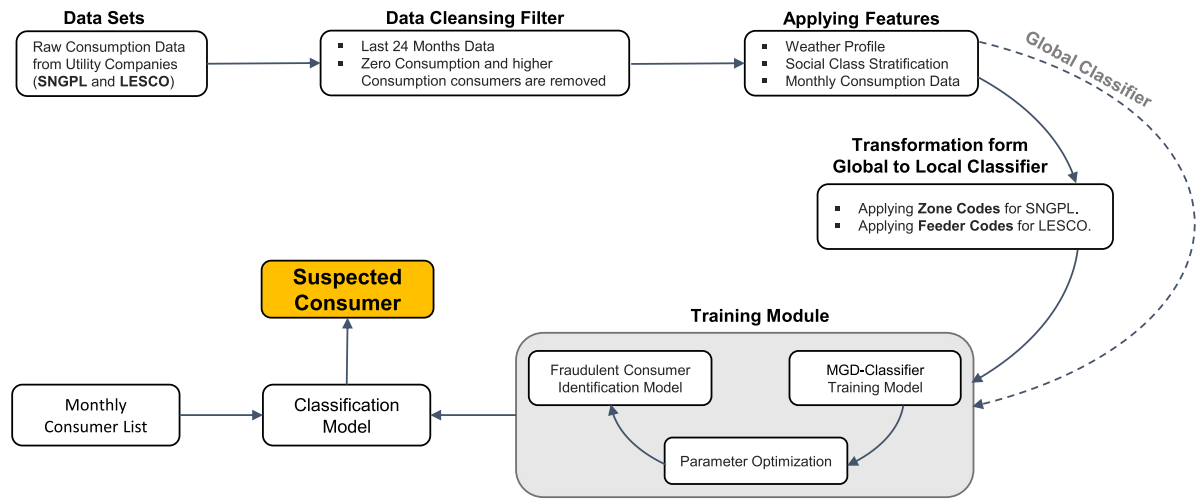 Data Sets
Raw Consumption Data
from Utility Companies
(SNGPL and LESCO)
Data Cleansing Filter
▪ Last 24 Months Data
▪ Zero Consumption and higher
Consumption consumers are removed
Applying Features
▪ Weather Profile
▪ Social Class Stratification
▪ Monthly Consumption Data
Global Classifier
Transformation form
Global to Local Classifier
▪ Applying Zone Codes for SNGPL.
▪ Applying Feeder Codes for LESCO.
Training Module
MGD-Classifier
Training Model
Parameter Optimization
Fraudulent Consumer
Identification Model
Monthly
Consumer List
Classification
Model
Suspected
Consumer